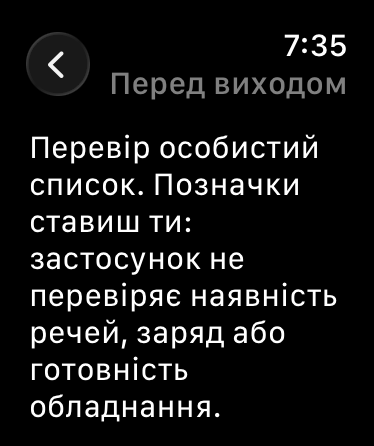 7:35
Перед виходом
Перевір особистий
список. Позначки
ставиш ти:
застосунок не
перевіряє наявність
речей, заряд або
готовність
обладнання.